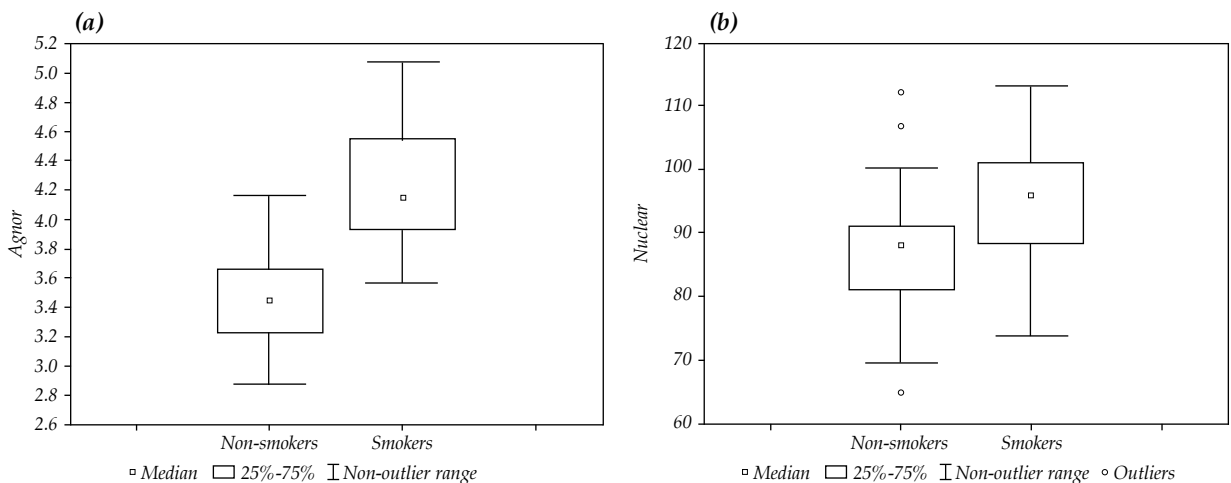 (a)
Agnor
5.2
5.0
4.8
4.6
4.4
4.2
4.0
3.8
3.6
3.4
3.2
3.0
2.8
2.6
Non-smokers Smokers
Median 25%-75% Non-outlier range
(b)
Nuclear
120
110
100
90
80
70
60
Non-smokers Smokers
Median 25%-75% Non-outlier range Outliers